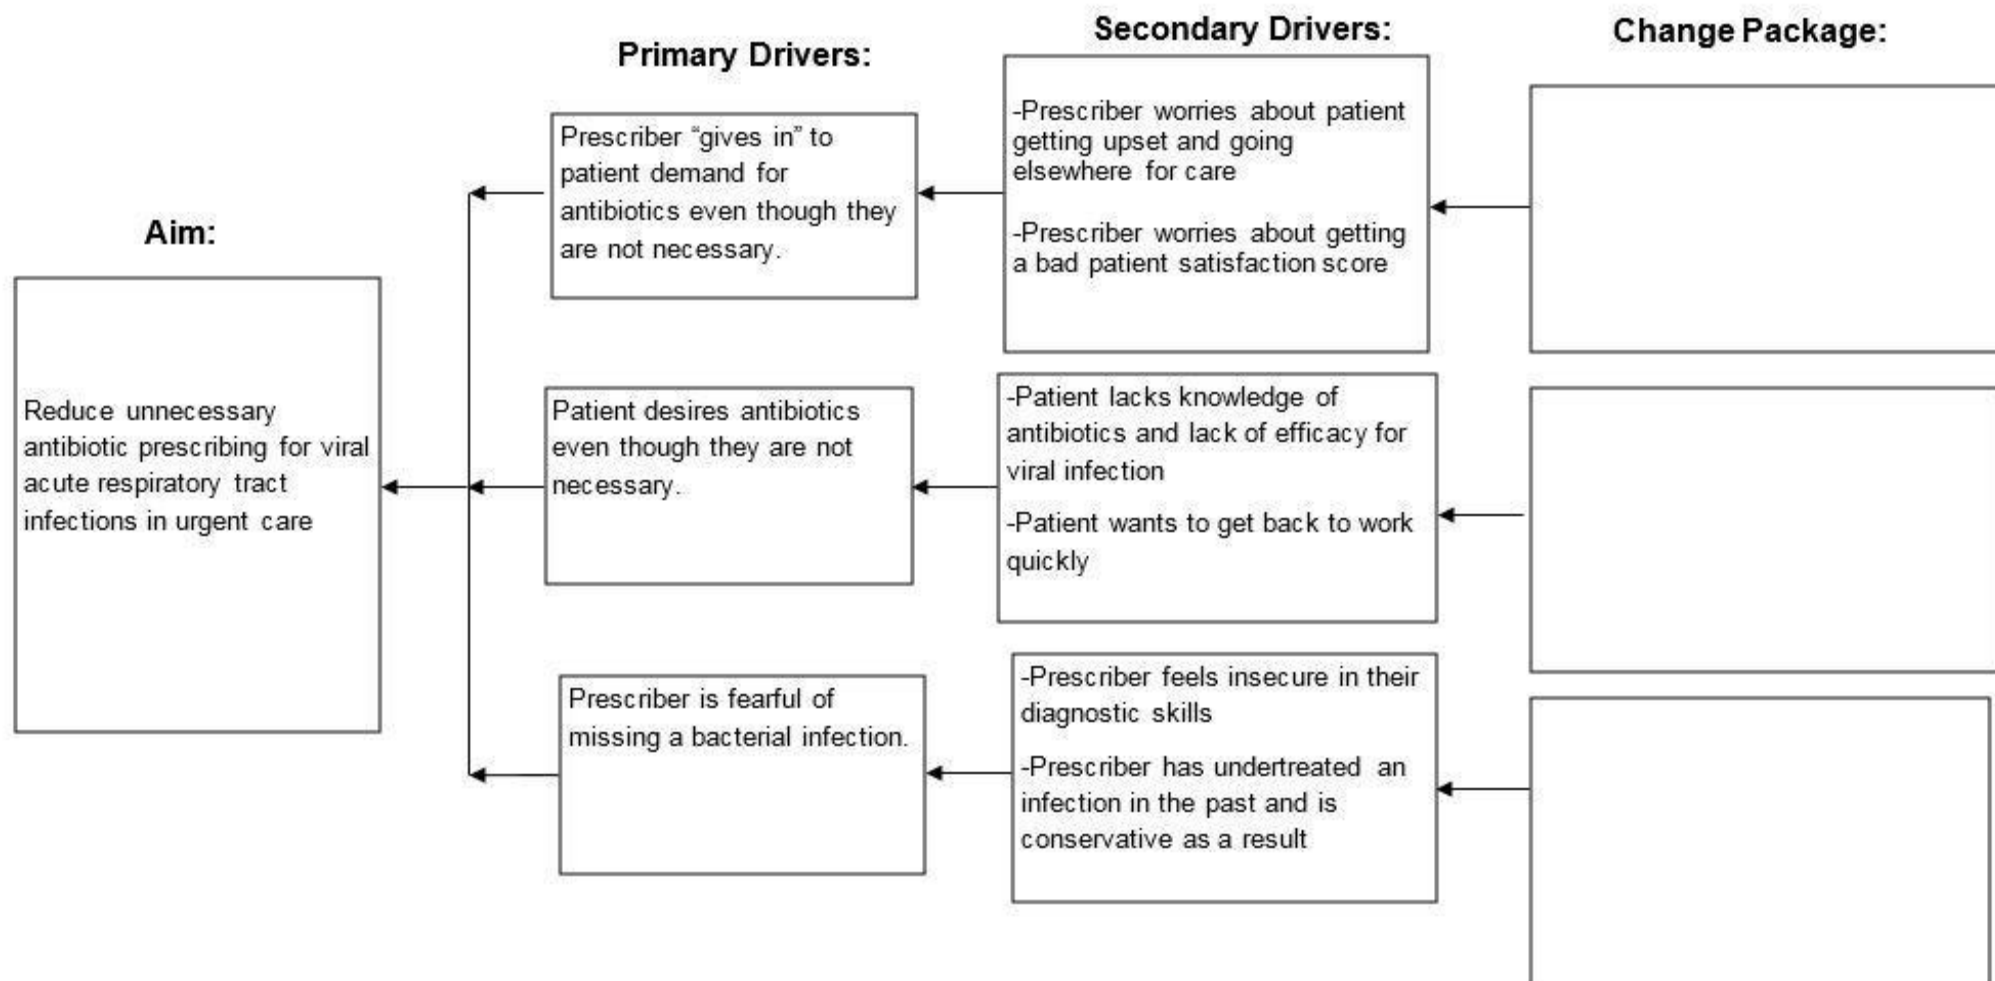 Aim:
Reduce unnecessary
antibiotic prescribing for viral
acute respiratory tract
infections in urgent care
Primary Drivers:
Prescriber “gives in” to
patient demand for
antibiotics even though they
are not necessary.
Patient desires antibiotics
even though they are not
necessary.
Prescriber is fearful of
missing a bacterial infection.
Secondary Drivers:
-Prescriber worries about patient
getting upset and going
elsewhere for care
-Prescriber worries about getting
a bad patient satisfaction score
-Patient lacks knowledge of
antibiotics and lack of efficacy for
viral infection
-Patient wants to get back to work
quickly
-Prescriber feels insecure in their
diagnostic skills
-Prescriber has undertreated an
infection in the past and is
conservative as a result
Change Package: